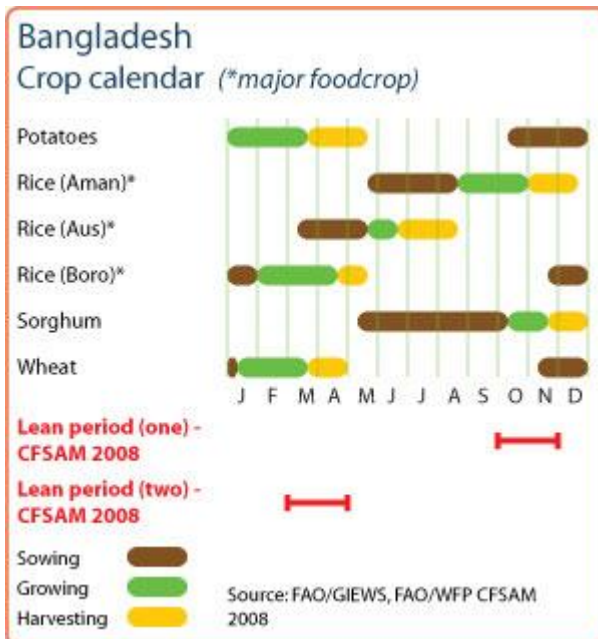 Bangladesh
Crop calendar (*major foodcrop)
Potatoes
Rice (Aman)*
Rice (Aus)*
Rice (Boro)*
Sorghum
Wheat
J F M A M J J A S O N D
Lean period (one) -
CFSAM 2008
Lean period (two) -
CFSAM 2008
Sowing
Growing
Harvesting
Source: FAO/GIEWS, FAO/WFP CFSAM
2008